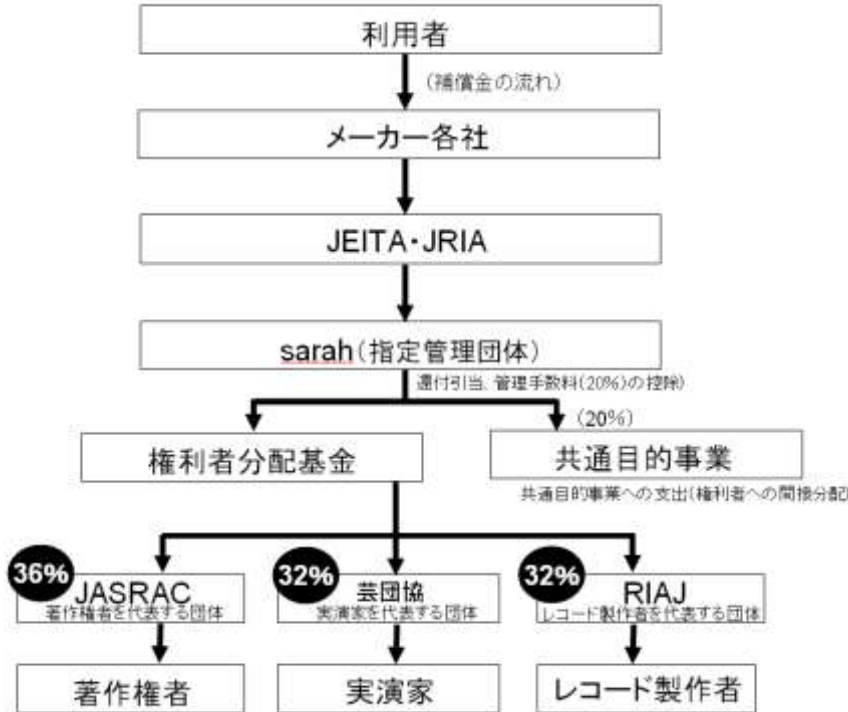 利用者
(補償金の流れ)
メーカー各社
JEITA・JRIA
sarah(指定管理団体)
還付引当、管理手数料(20%)の控除)
(20%)
権利者分配基金
共通目的事業
共通目的事業への支出(権利者への間接分配)
36%
JASRAC
著作権者を代表する団体
32%
芸団協
実演家を代表する団体
32%
RIAJ
レコード製作者を代表する団体
著作権者
実演家
レコード製作者